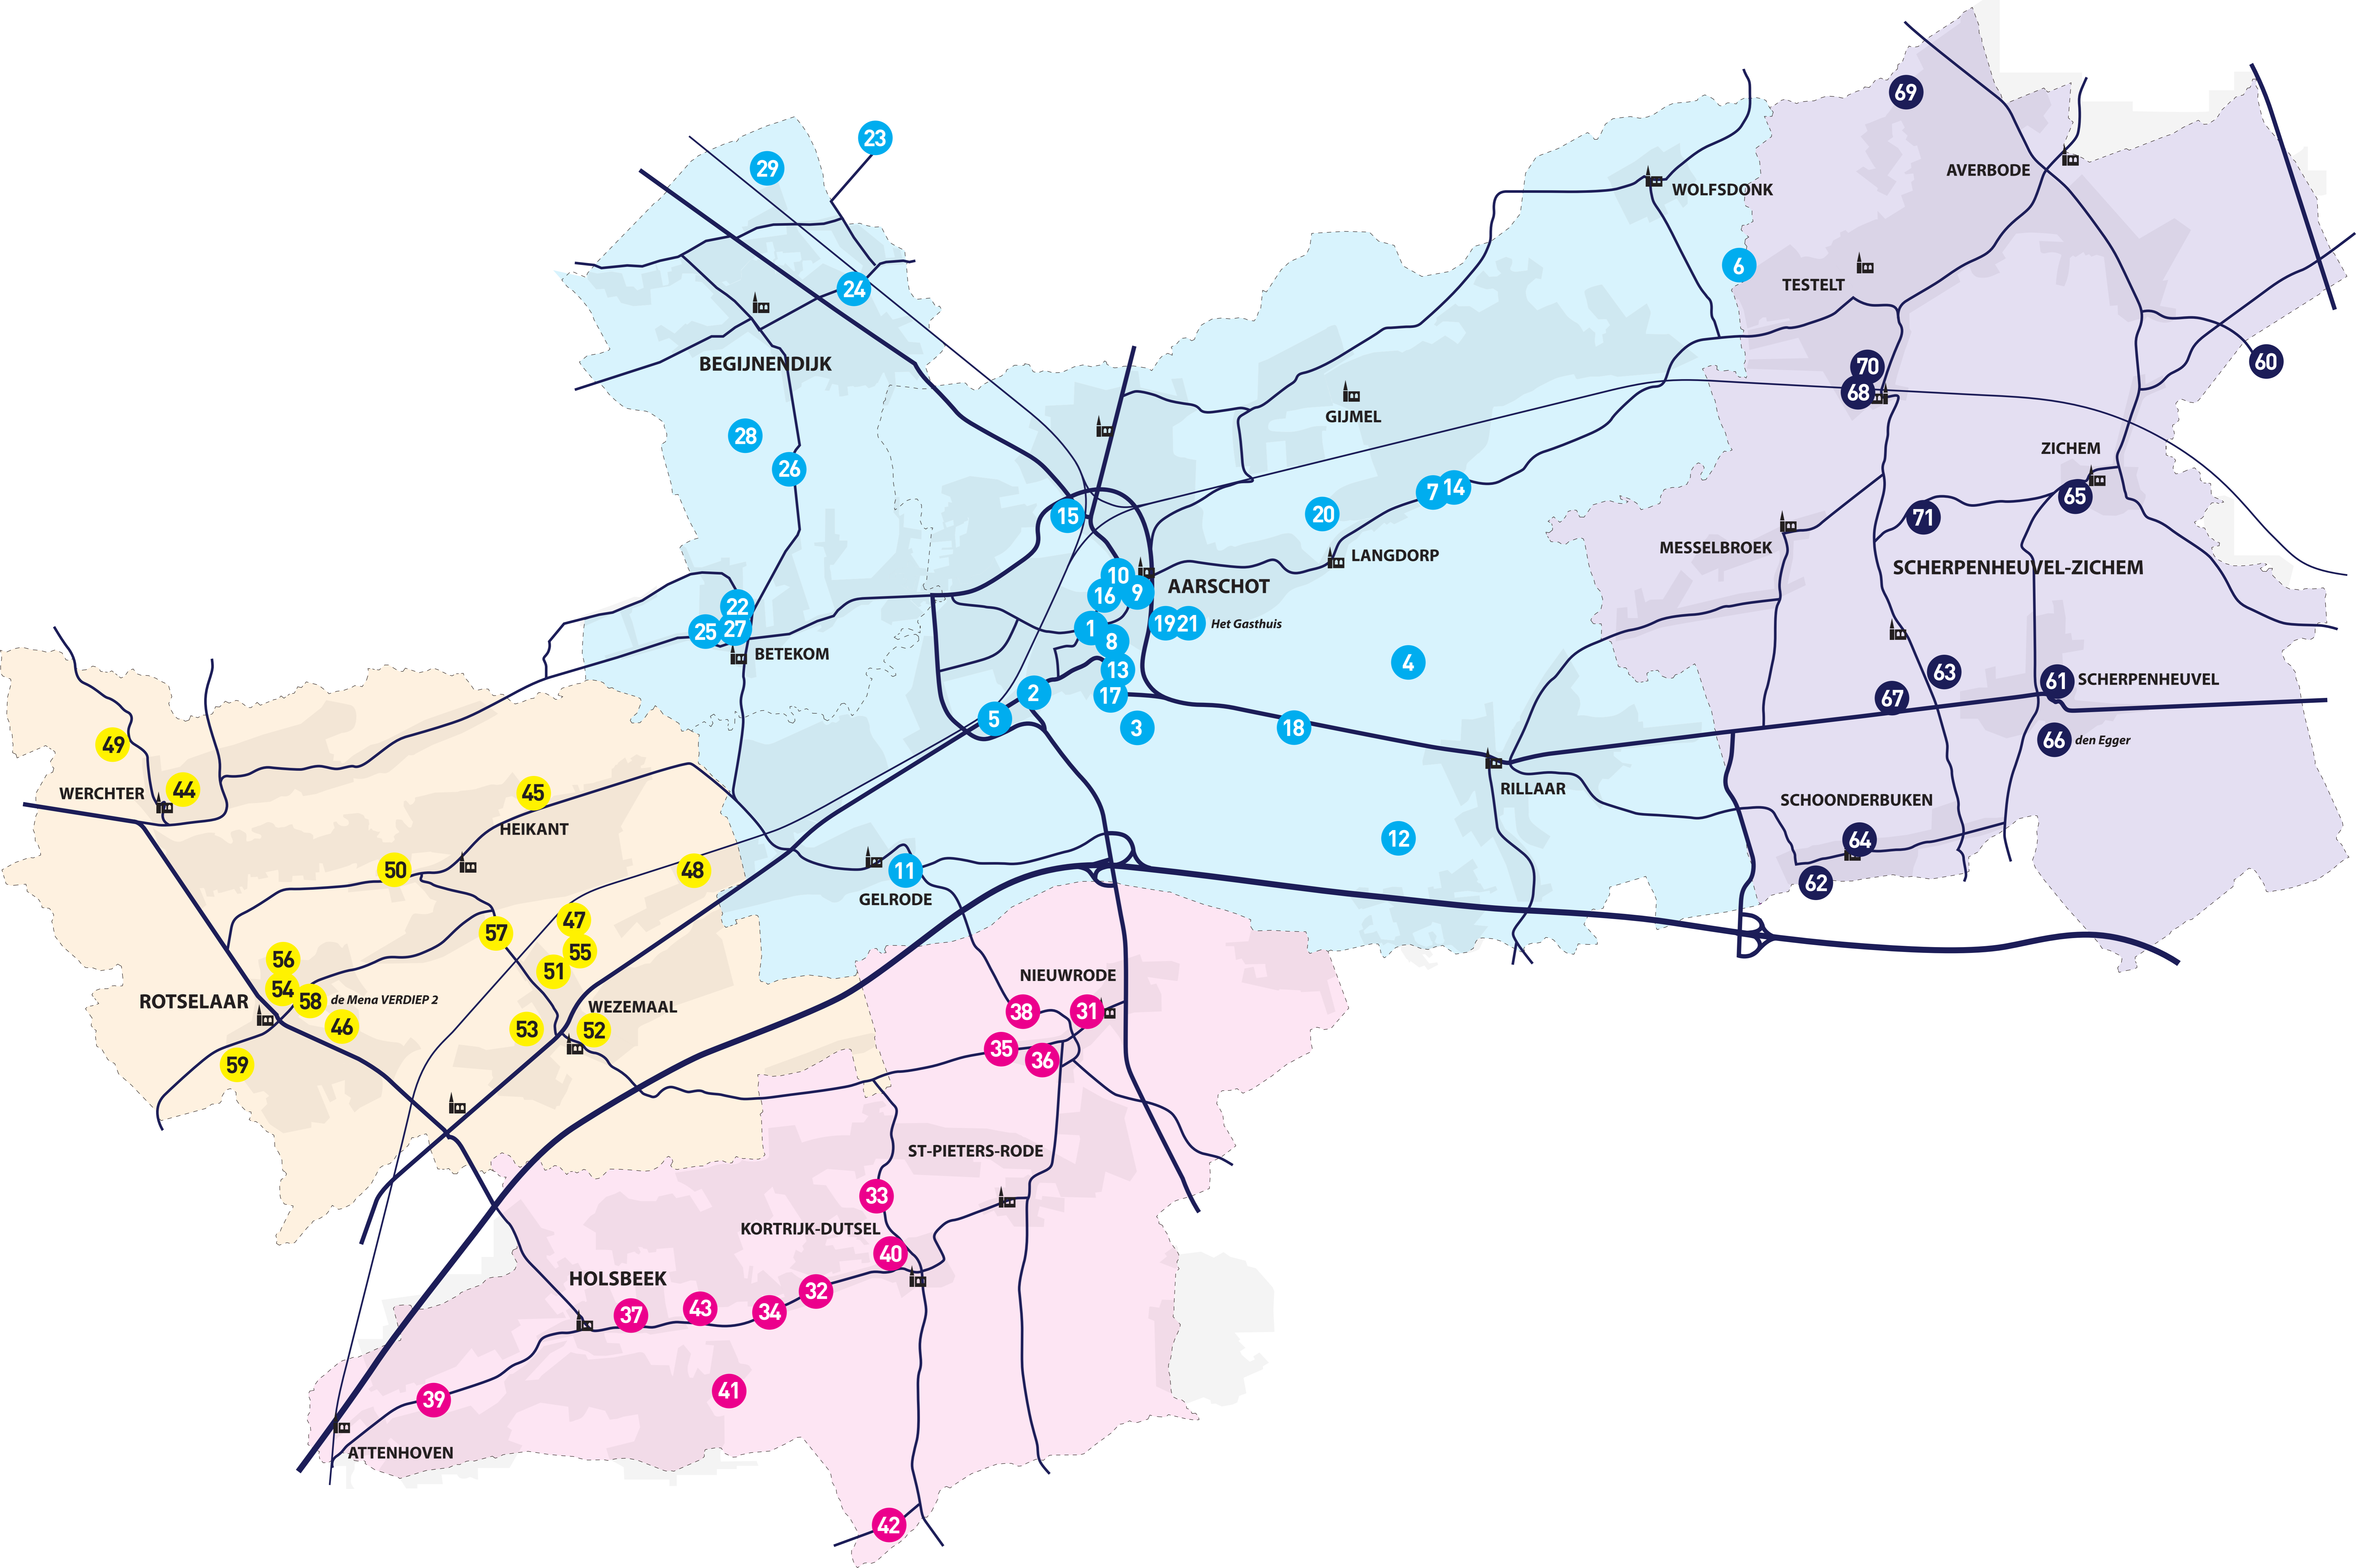 69
23
AVERBODE
29
WOLFSDONK
6
TESTELT
24
BEGIJNENDIJK
60
70
68
GIJMEL
28
26
ZICHEM
7
14
65
20
15
71
MESSELBROEK
LANGDORP
SCHERPENHEUVEL-ZICHEM
10
AARSCHOT
16
9
22
25
27
1
19
21
Het Gasthuis
8
BETEKOM
4
13
63
61
SCHERPENHEUVEL
2
17
67
5
3
18
49
66
den Egger
WERCHTER
44
45
RILLAAR
SCHOONDERBUKEN
HEIKANT
12
64
50
48
11
62
GELRODE
47
57
55
56
51
NIEUWRODE
54
ROTSELAAR
58
de Mena VERDIEP 2
WEZEMAAL
38
31
46
53
52
35
36
59
ST-PIETERS-RODE
33
KORTRIJK-DUTSEL
40
HOLSBEEK
32
37
43
34
41
39
ATTENHOVEN
42